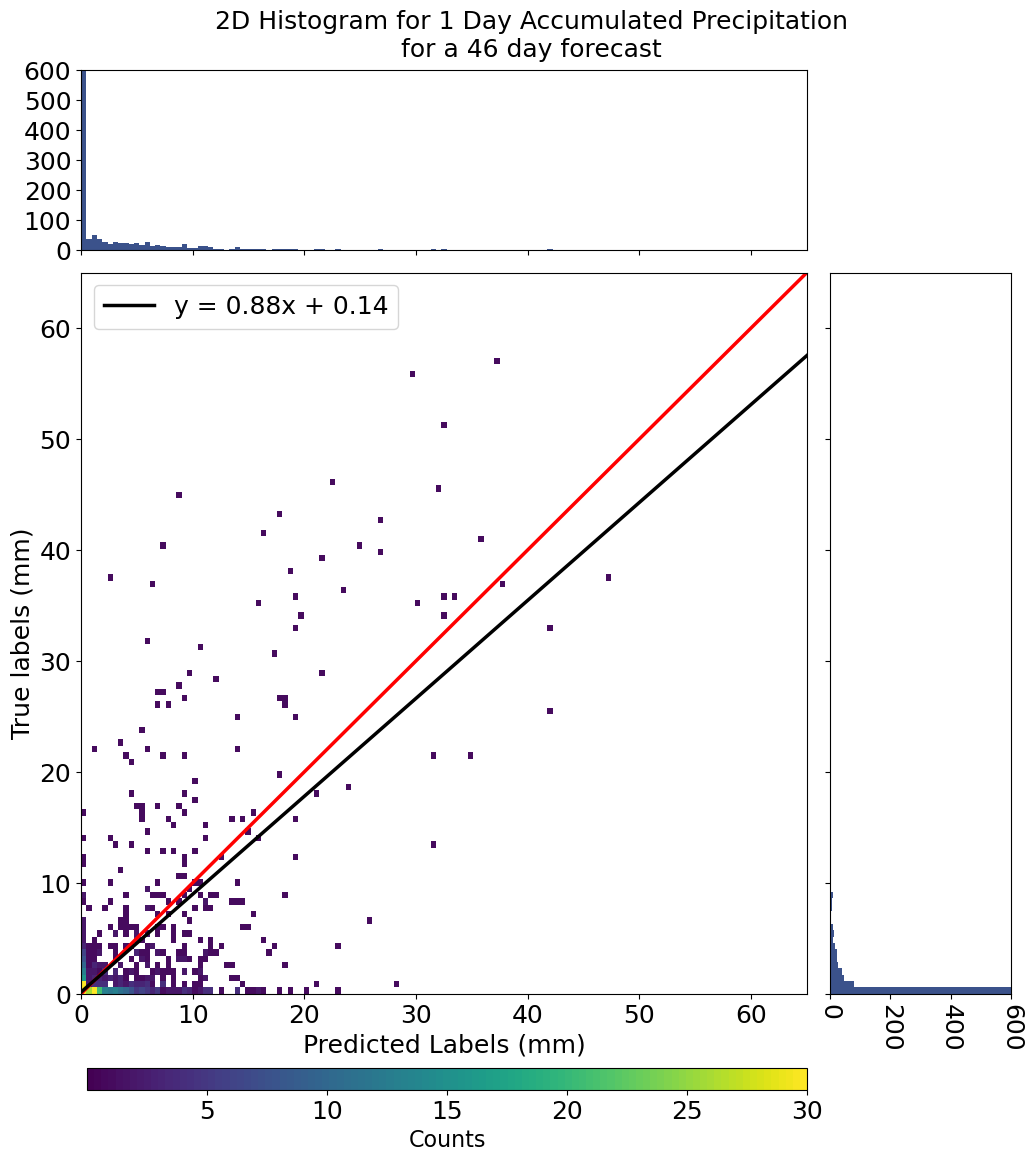 2D Histogram for 1 Day Accumulated Precipitation
for a 46 day forecast
600
500
400
300
200
100
0
y = 0.88x + 0.14
60
50
40
30
20
10
0
True labels (mm)
0 10 20 30 40 50 60
Predicted Labels (mm)
0 200 400 600
5 10 15 20 25 30
Counts